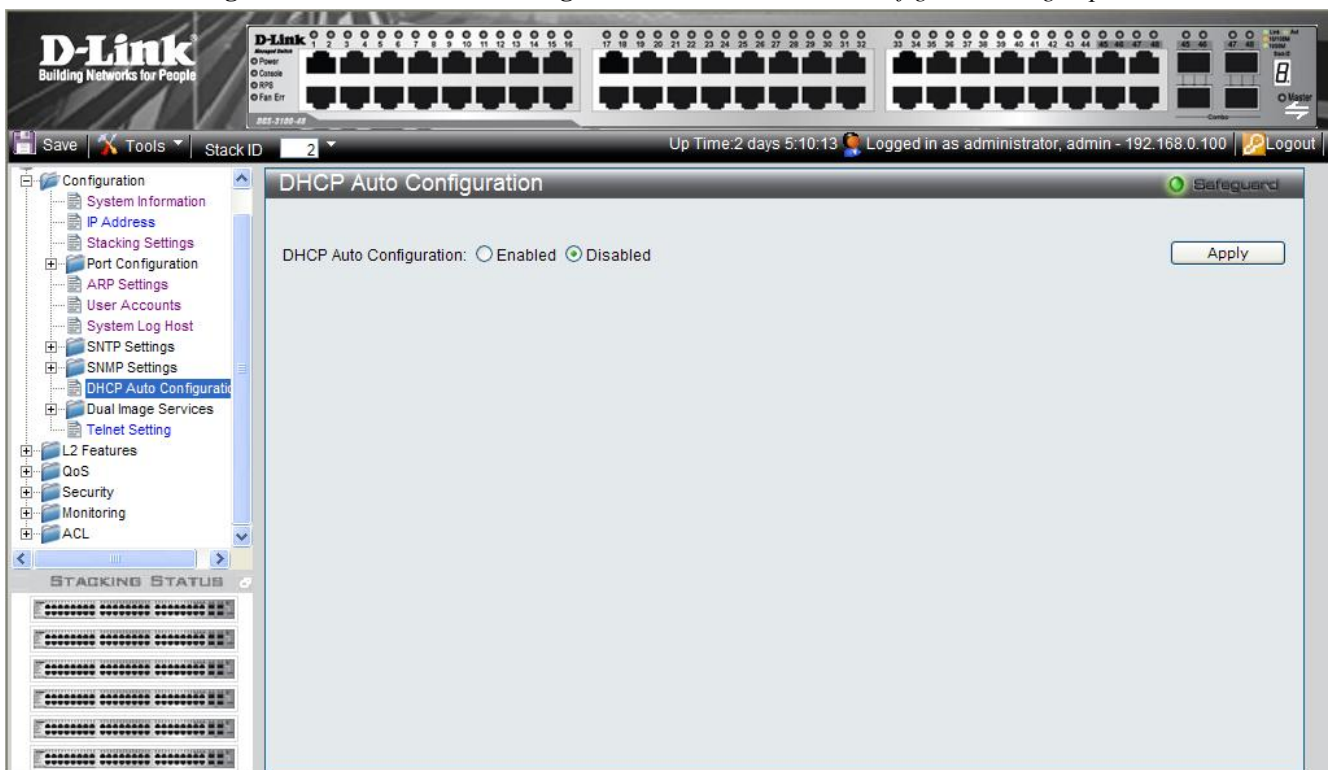 D-Link
Building Networks for People
D-Link
Managed Switch
Power
Console
RPS
Fan Err
1 2 3 4 5 6 7 8 9 10 11 12 13 14 15 16
17 18 19 20 21 22 23 24 25 26 27 28 29 30 31 32
33 34 35 36 37 38 39 40 41 42 43 44 45 46 47 48
45 46 47 48
8.
Master
Combo
Save
Tools
Stack ID
2
Up Time:2 days 5:10:13
Logged in as administrator, admin - 192.168.0.100
Logout
Configuration
System Information
IP Address
Stacking Settings
Port Configuration
ARP Settings
User Accounts
System Log Host
SNTP Settings
SNMP Settings
DHCP Auto Configuratio
Dual Image Services
Telnet Setting
L2 Features
QoS
Security
Monitoring
ACL
STACKING STATUS
DHCP Auto Configuration
Safeguard
DHCP Auto Configuration: Enabled Disabled
Apply